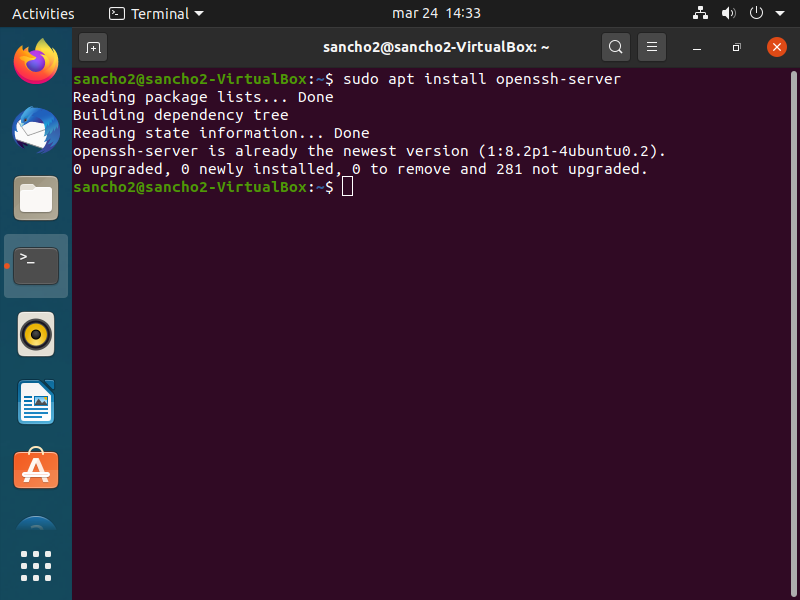 Activities
Terminal
mar 24 14:33
sancho2@sancho2-VirtualBox: ~
sancho2@sancho2-VirtualBox:~$ sudo apt install openssh-server
Reading package lists... Done
Building dependency tree
Reading state information... Done
openssh-server is already the newest version (1:8.2p1-4ubuntu0.2).
0 upgraded, 0 newly installed, 0 to remove and 281 not upgraded.
sancho2@sancho2-VirtualBox:~$